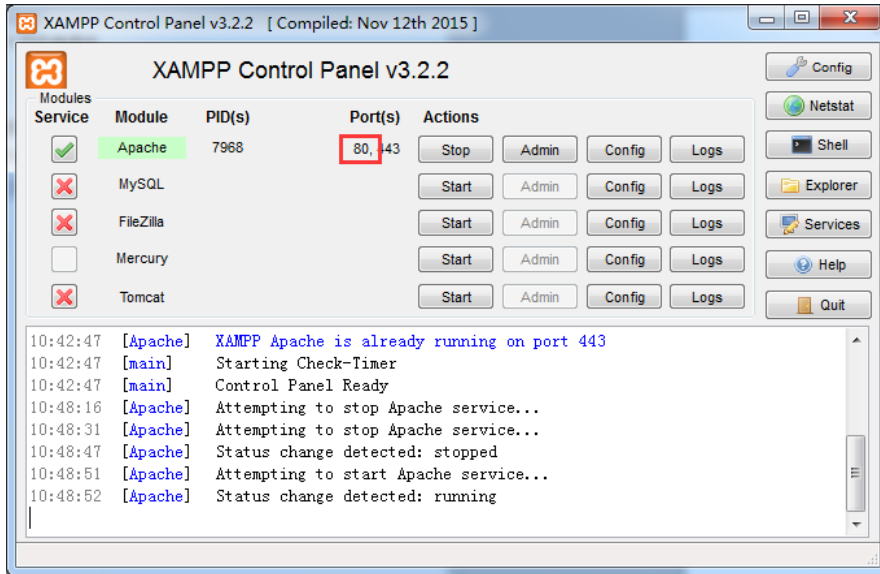 XAMPP Control Panel v3.2.2 [ Compiled: Nov 12th 2015 ]
XAMPP Control Panel v3.2.2
Config
Modules
Service Module PID(s) Port(s) Actions
Netstat
Apache 7968 80, 443 Stop Admin Config Logs
Shell
MySQL Start Admin Config Logs
Explorer
FileZilla Start Admin Config Logs
Services
Mercury Start Admin Config Logs
Help
Tomcat Start Admin Config Logs
Quit
10:42:47 [Apache] XAMPP Apache is already running on port 443
10:42:47 [main] Starting Check-Timer
10:42:47 [main] Control Panel Ready
10:48:16 [Apache] Attempting to stop Apache service...
10:48:31 [Apache] Attempting to stop Apache service...
10:48:47 [Apache] Status change detected: stopped
10:48:51 [Apache] Attempting to start Apache service...
10:48:52 [Apache] Status change detected: running